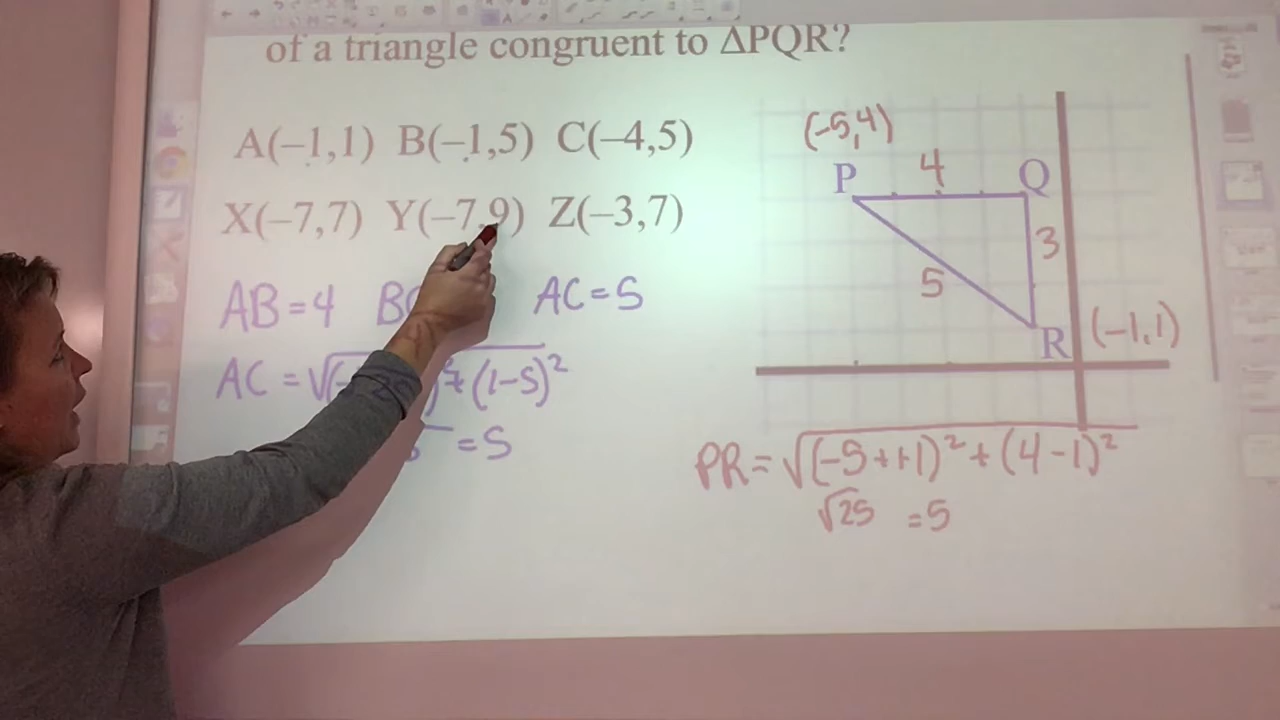 of a triangle congruent to ΔPQR?
A(–1,1) B(–1,5) C(–4,5)
X(–7,7) Y(–7,9) Z(–3,7)
AB=4 AC=5
AC = (1-5)²
=5
(-5,4)
P 4 Q
3
5
R (-1,1)
PR=√(-5++1)²+(4-1)²
√25 =5